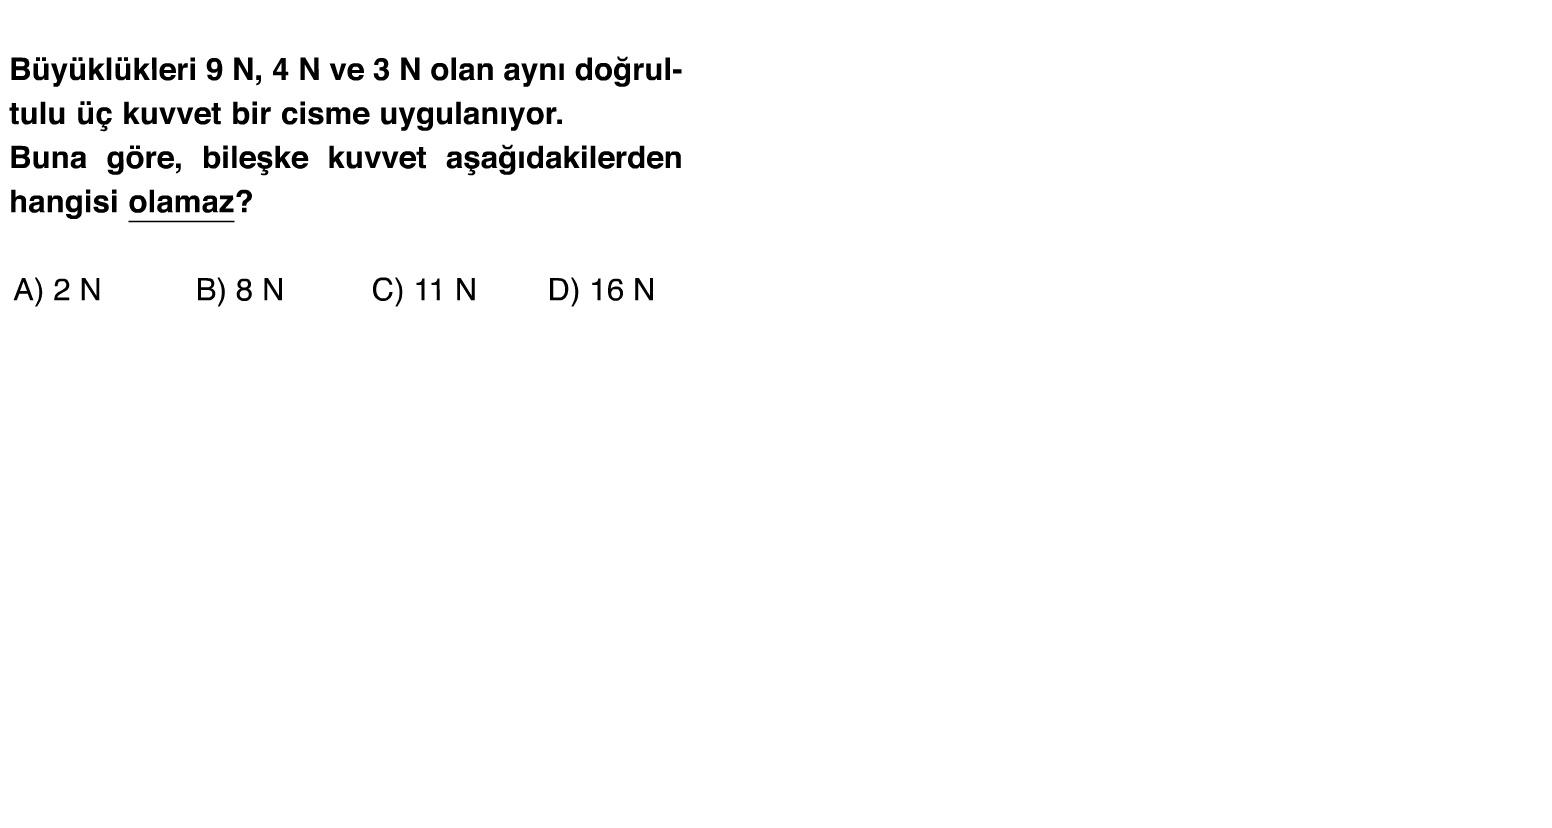 Büyüklükleri 9 N, 4 N ve 3 N olan aynı doğrul-
tulu üç kuvvet bir cisme uygulanıyor.
Buna göre, bileşke kuvvet aşağıdakilerden
hangisi olamaz?
A) 2 N B) 8 N C) 11 N D) 16 N